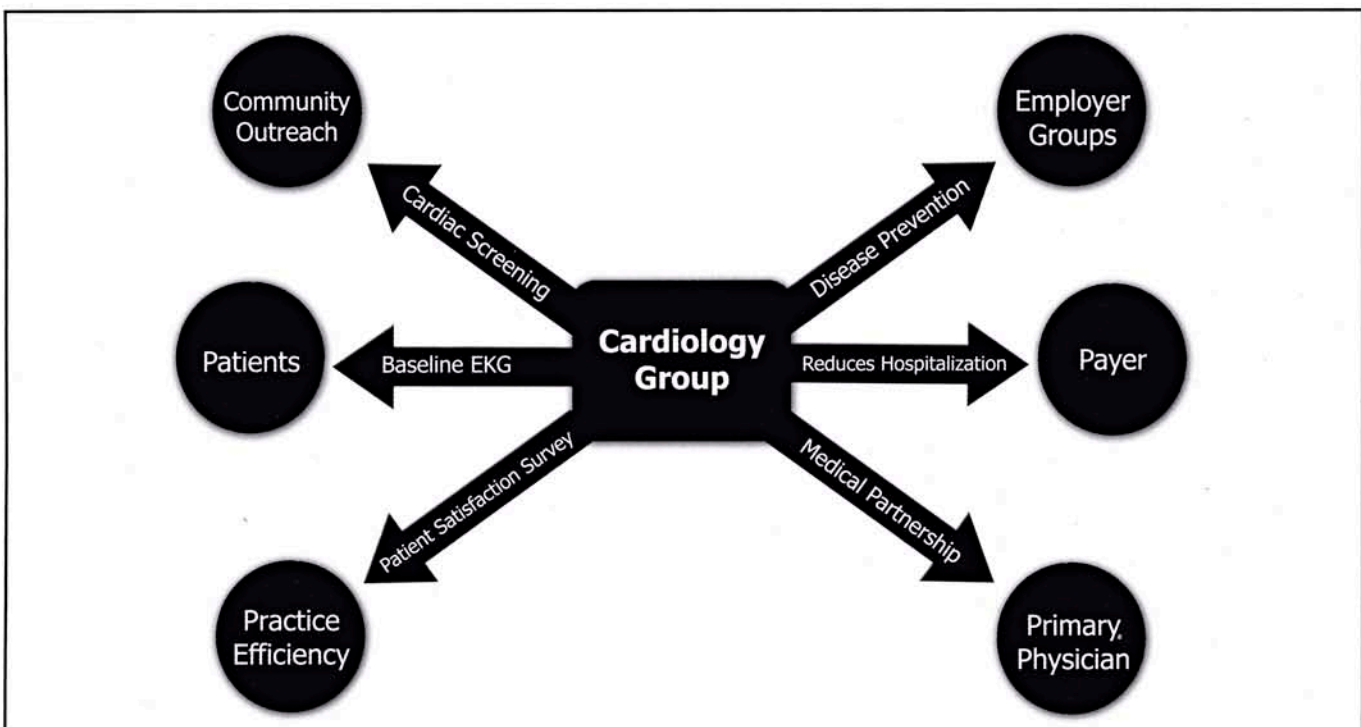 Community
Outreach
Employer
Groups
Cardiac Screening
Disease Prevention
Patients
Baseline EKG
Cardiology
Group
Reduces Hospitalization
Payer
Patient Satisfaction Survey
Medical Partnership
Practice
Efficiency
Primary
Physician